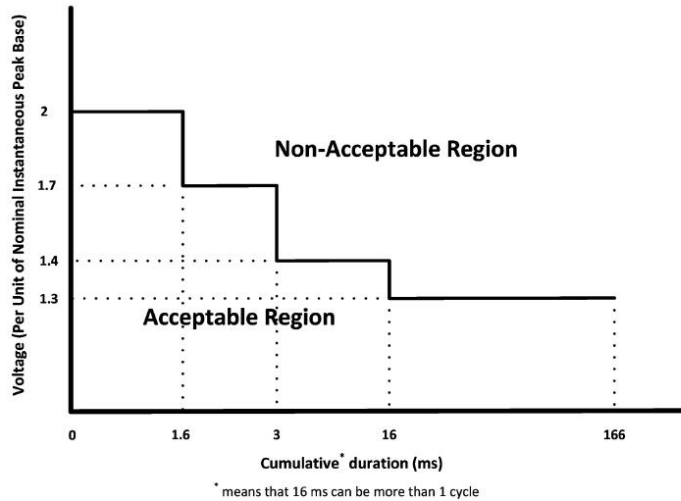 Voltage (Per Unit of Nominal Instantaneous Peak Base)
2
1.7
1.4
1.3
Non-Acceptable Region
Acceptable Region
0
1.6
3
16
166
Cumulative* duration (ms)
* means that 16 ms can be more than 1 cycle